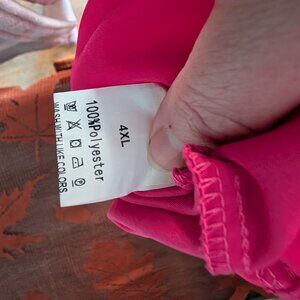 4XL
100%Polyester
WASH WITH LIKE COLORS